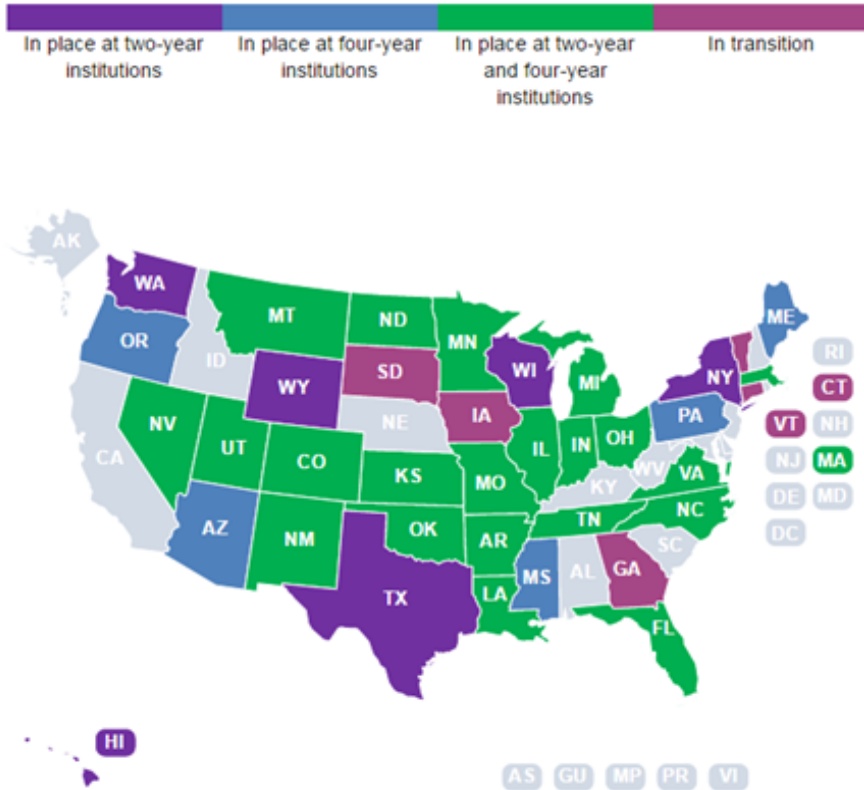 In place at two-year
institutions
In place at four-year
institutions
In place at two-year
and four-year
institutions
In transition
AK
WA
MT
ND
MN
ME
OR
ID
WY
SD
WI
MI
NY
RI
CT
NV
UT
CO
NE
IA
IL
IN
OH
PA
VT
NH
CA
KS
MO
KY
WV
VA
NJ
MA
AZ
NM
OK
AR
TN
NC
DE
MD
TX
LA
MS
AL
GA
SC
DC
FL
HI
AS
GU
MP
PR
VI